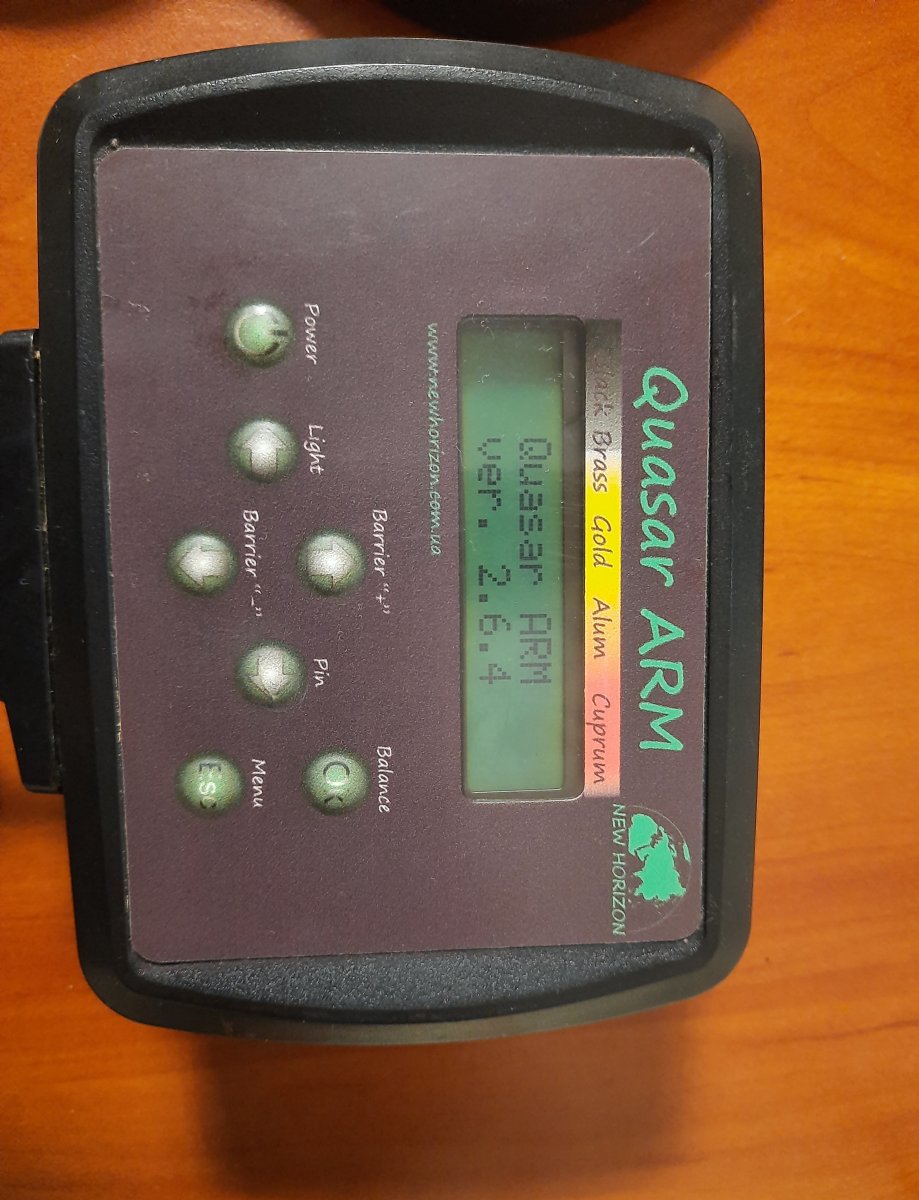 Quasar ARM
NEW HORIZON
Black Brass Gold Alum Cuprum
Quasar ARM
ver. 2.6.4
www.newhorizon.com.ua
Barrier "+"
Balance
OK
Power
Light
Pin
Barrier "-"
Menu
Esc